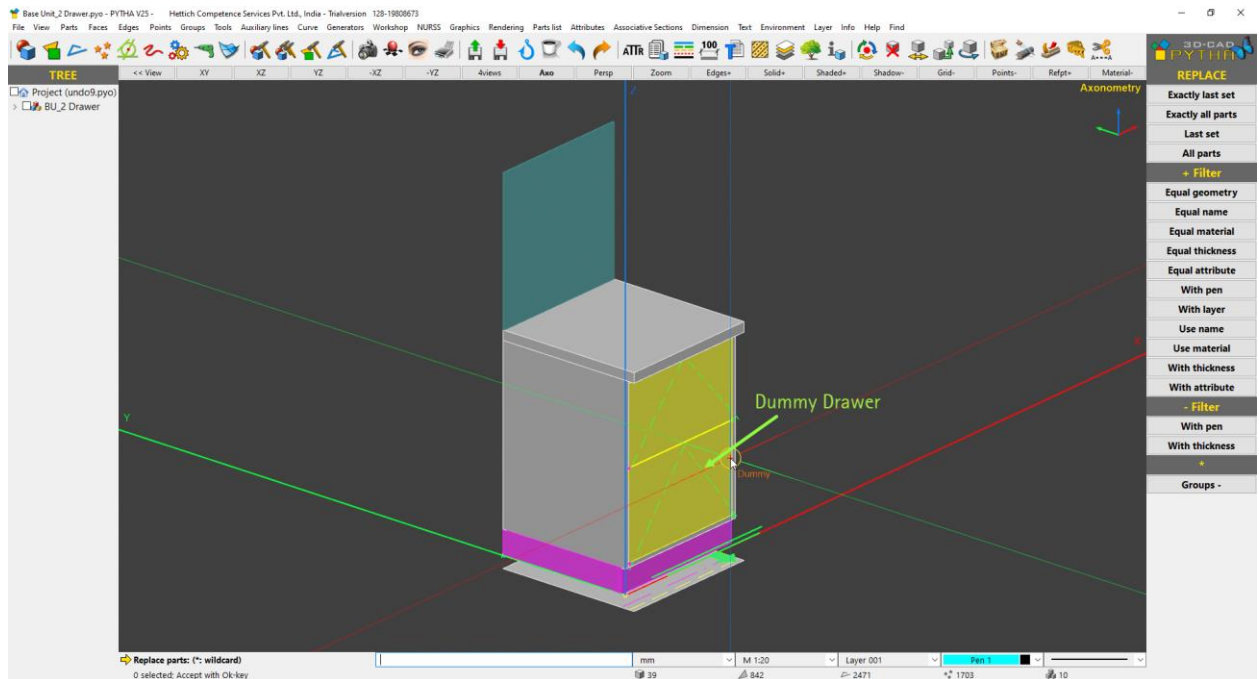 Base Unit_2 Drawer.pyo - PYTHA V25 - Hettich Competence Services Pvt. Ltd., India - Trialversion 128-19808673
File View Parts Faces Edges Points Groups Tools Auxiliary lines Curve Generators Workshop NURSS Graphics Rendering Parts list Attributes Associative Sections Dimension Text Environment Layer Info Help Find
ATTR 100 A+++A 3D-CAD PYTHA
TREE << View XY XZ YZ -XZ -YZ 4views Axo Persp Zoom Edges+ Solid+ Shaded+ Shadow- Grid- Points- Refpt+ Material- REPLACE
Project (undo9.pyo)
BU_2 Drawer
Axonometry
Z
X
Y
Dummy Drawer
Dummy
Exactly last set
Exactly all parts
Last set
All parts
+ Filter
Equal geometry
Equal name
Equal material
Equal thickness
Equal attribute
With pen
With layer
Use name
Use material
With thickness
With attribute
- Filter
With pen
With thickness
*
Groups -
Replace parts: (*: wildcard) mm M 1:20 Layer 001 Pen 1
0 selected; Accept with Ok-key 39 842 2471 1703 10